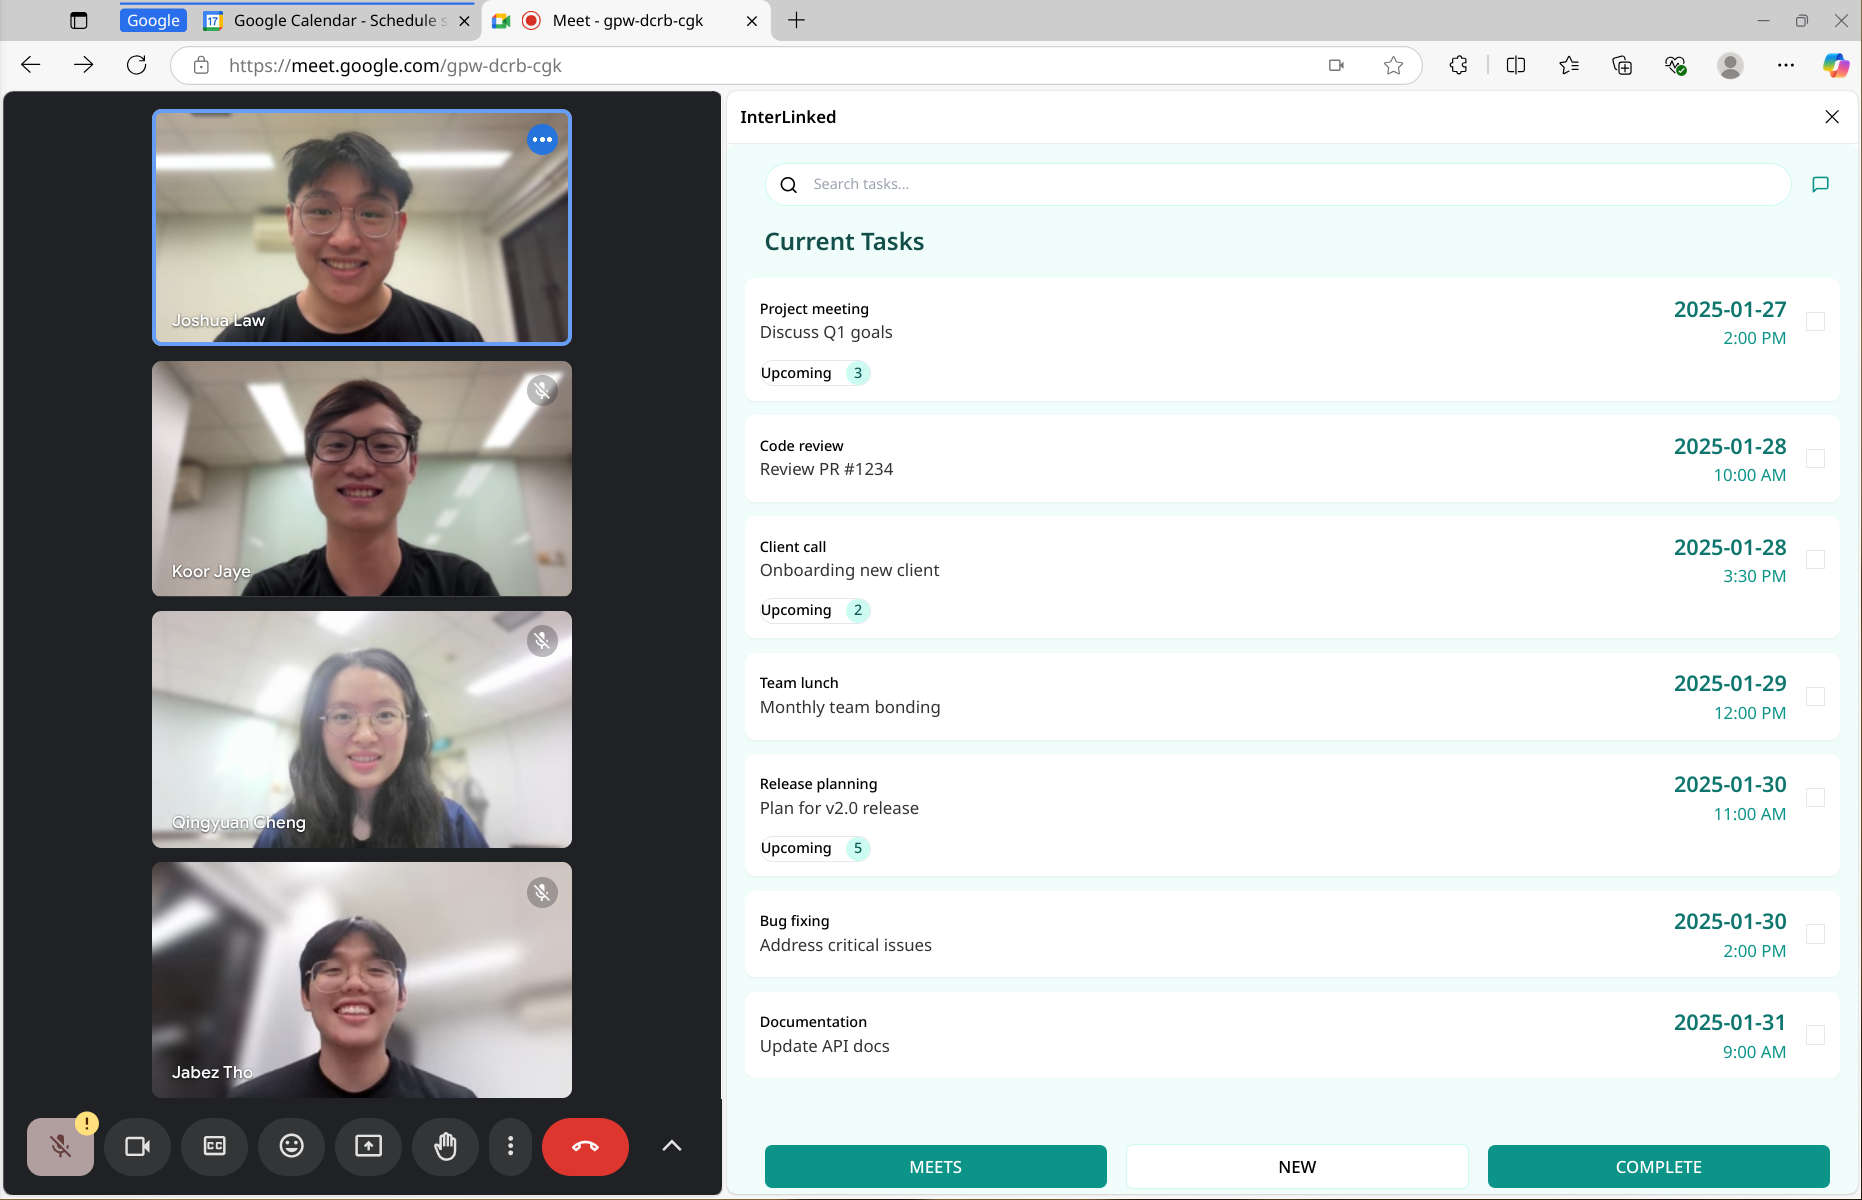 Google
Google Calendar - Schedule s
Meet - gpw-dcrb-cgk
https://meet.google.com/gpw-dcrb-cgk
Joshua Law
Koor Jaye
Qingyuan Cheng
Jabez Tho
InterLinked
Search tasks...
Current Tasks
Project meeting
Discuss Q1 goals
Upcoming 3
2025-01-27
2:00 PM
Code review
Review PR #1234
2025-01-28
10:00 AM
Client call
Onboarding new client
Upcoming 2
2025-01-28
3:30 PM
Team lunch
Monthly team bonding
2025-01-29
12:00 PM
Release planning
Plan for v2.0 release
Upcoming 5
2025-01-30
11:00 AM
Bug fixing
Address critical issues
2025-01-30
2:00 PM
Documentation
Update API docs
2025-01-31
9:00 AM
MEETS
NEW
COMPLETE